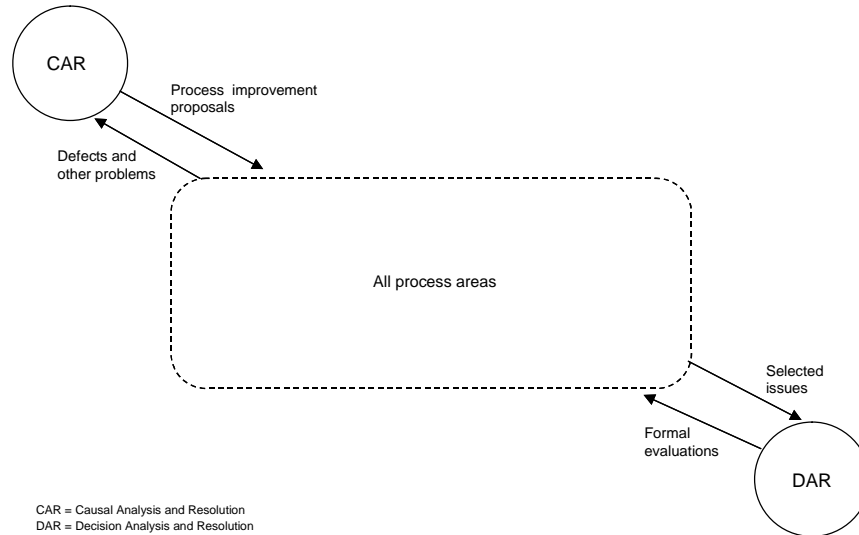 CAR
Process improvement
proposals
Defects and
other problems
All process areas
Selected
issues
Formal
evaluations
DAR
CAR = Causal Analysis and Resolution
DAR = Decision Analysis and Resolution